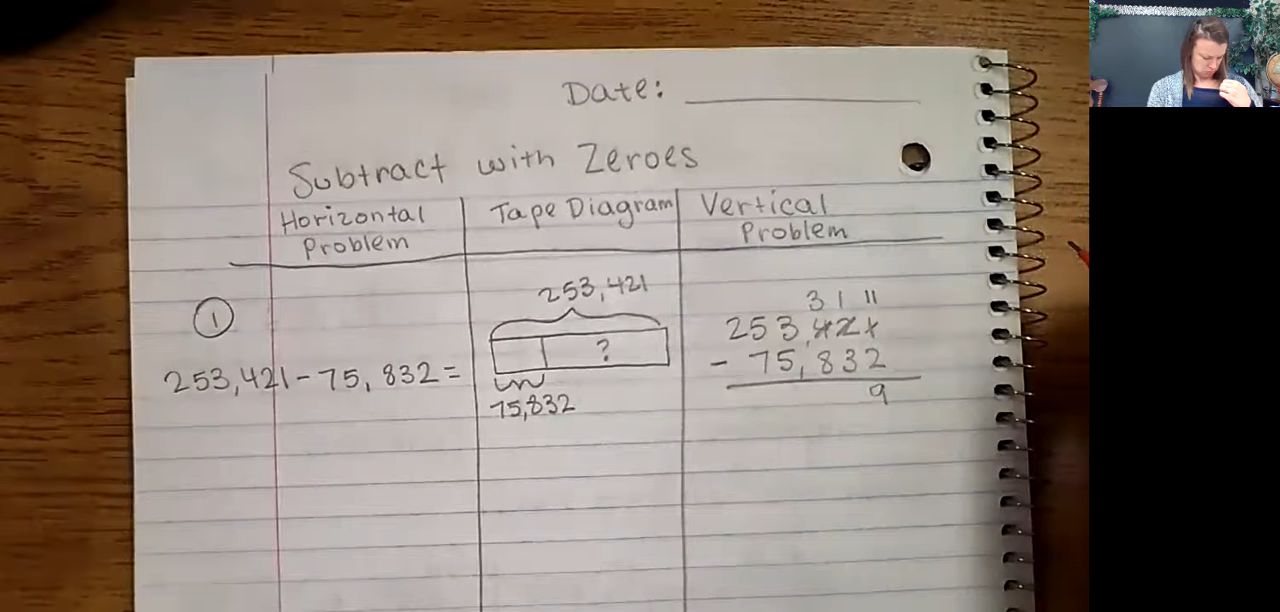 Date: ___________
Subtract with Zeroes
Horizontal Problem
Tape Diagram
Vertical Problem
①
253,421 - 75,832 =
253,421
?
75,832
3 1 11
253,421
- 75,832
9